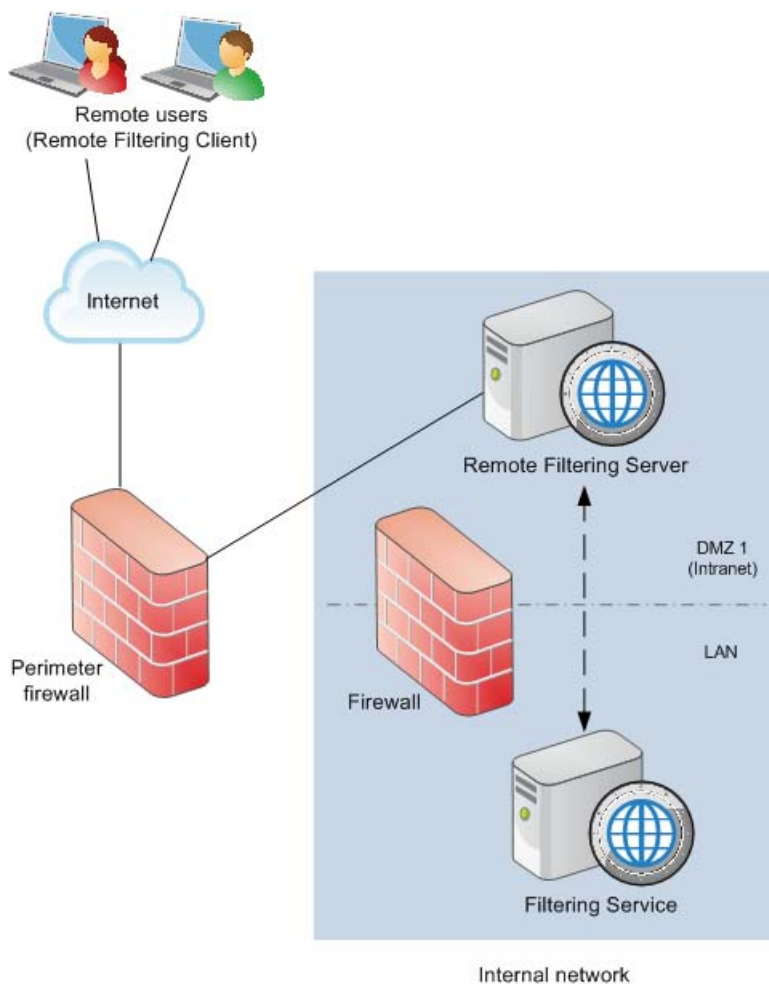 Remote users
(Remote Filtering Client)
Internet
Remote Filtering Server
DMZ 1
(Intranet)
LAN
Perimeter
firewall
Firewall
Filtering Service
Internal network